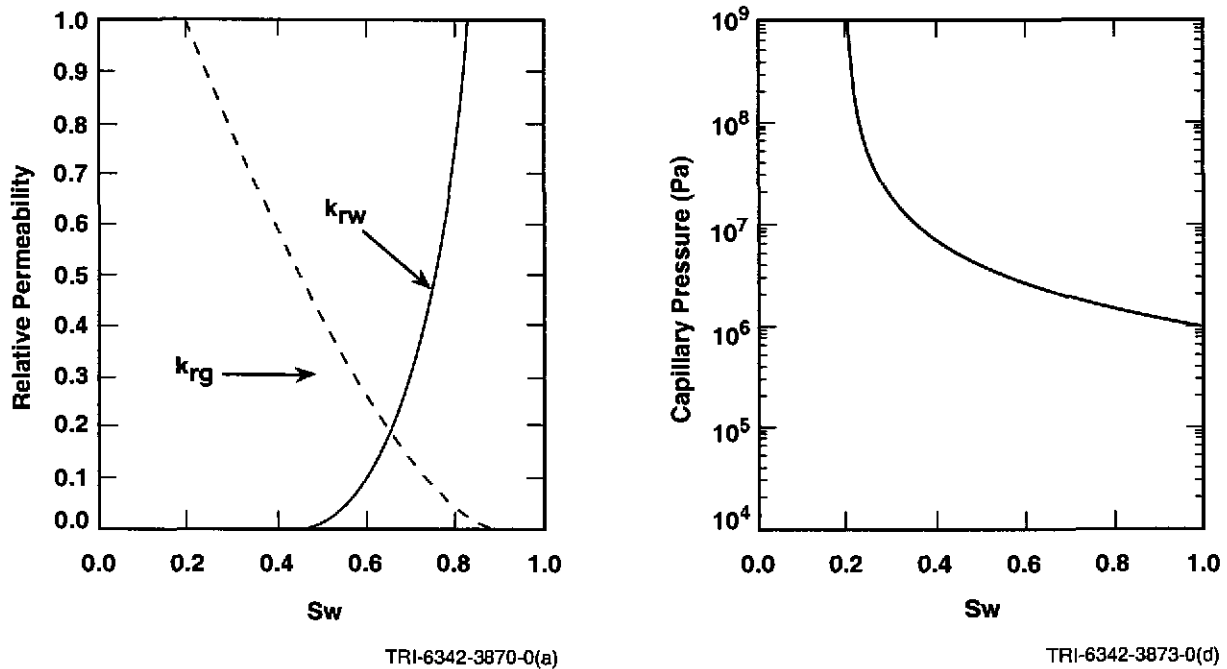 Relative Permeability
1.0
0.9
0.8
0.7
0.6
0.5
0.4
0.3
0.2
0.1
0.0
krw
krg
0.0 0.2 0.4 0.6 0.8 1.0
Sw
TRI-6342-3870-0(a)
Capillary Pressure (Pa)
10⁹
10⁸
10⁷
10⁶
10⁵
10⁴
0.0 0.2 0.4 0.6 0.8 1.0
Sw
TRI-6342-3873-0(d)